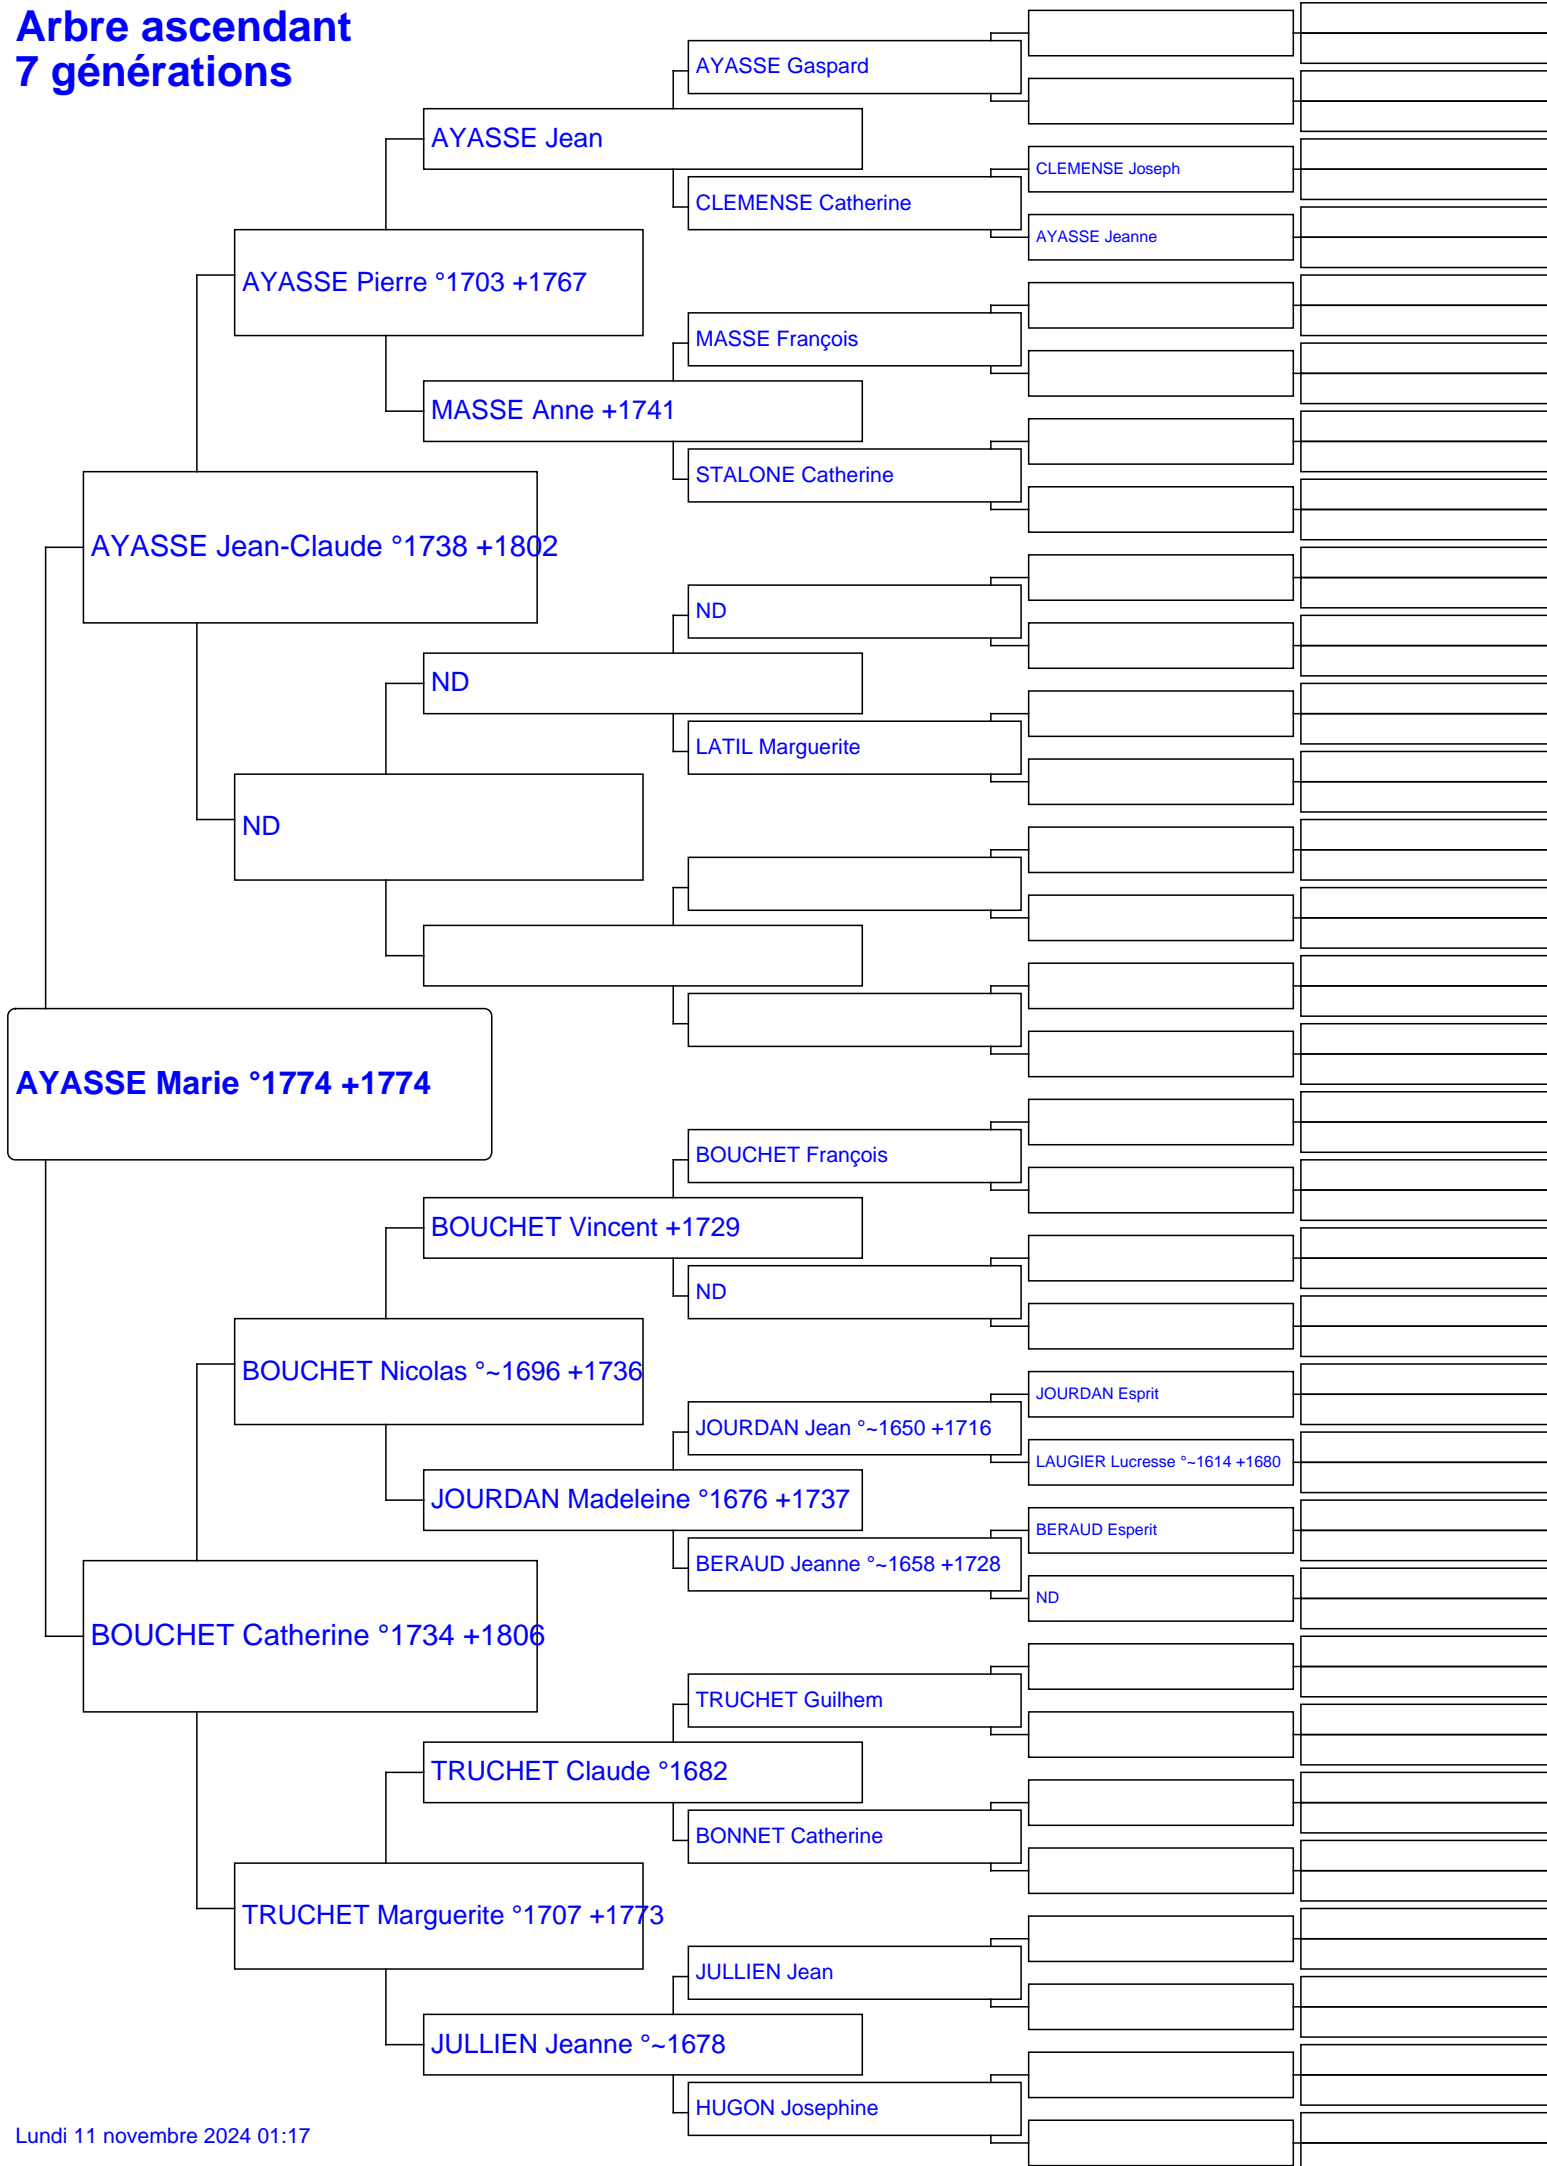 Arbre ascendant
7 générations
AYASSE Gaspard
AYASSE Jean
CLEMENSE Joseph
CLEMENSE Catherine
AYASSE Jeanne
AYASSE Pierre °1703 +1767
MASSE François
MASSE Anne +1741
STALONE Catherine
AYASSE Jean-Claude °1738 +1802
ND
ND
LATIL Marguerite
ND
AYASSE Marie °1774 +1774
BOUCHET François
BOUCHET Vincent +1729
ND
BOUCHET Nicolas °~1696 +1736
JOURDAN Esprit
JOURDAN Jean °~1650 +1716
LAUGIER Lucresse °~1614 +1680
JOURDAN Madeleine °1676 +1737
BERAUD Esperit
BERAUD Jeanne °~1658 +1728
ND
BOUCHET Catherine °1734 +1806
TRUCHET Guilhem
TRUCHET Claude °1682
BONNET Catherine
TRUCHET Marguerite °1707 +1773
JULLIEN Jean
JULLIEN Jeanne °~1678
HUGON Josephine
Lundi 11 novembre 2024 01:17